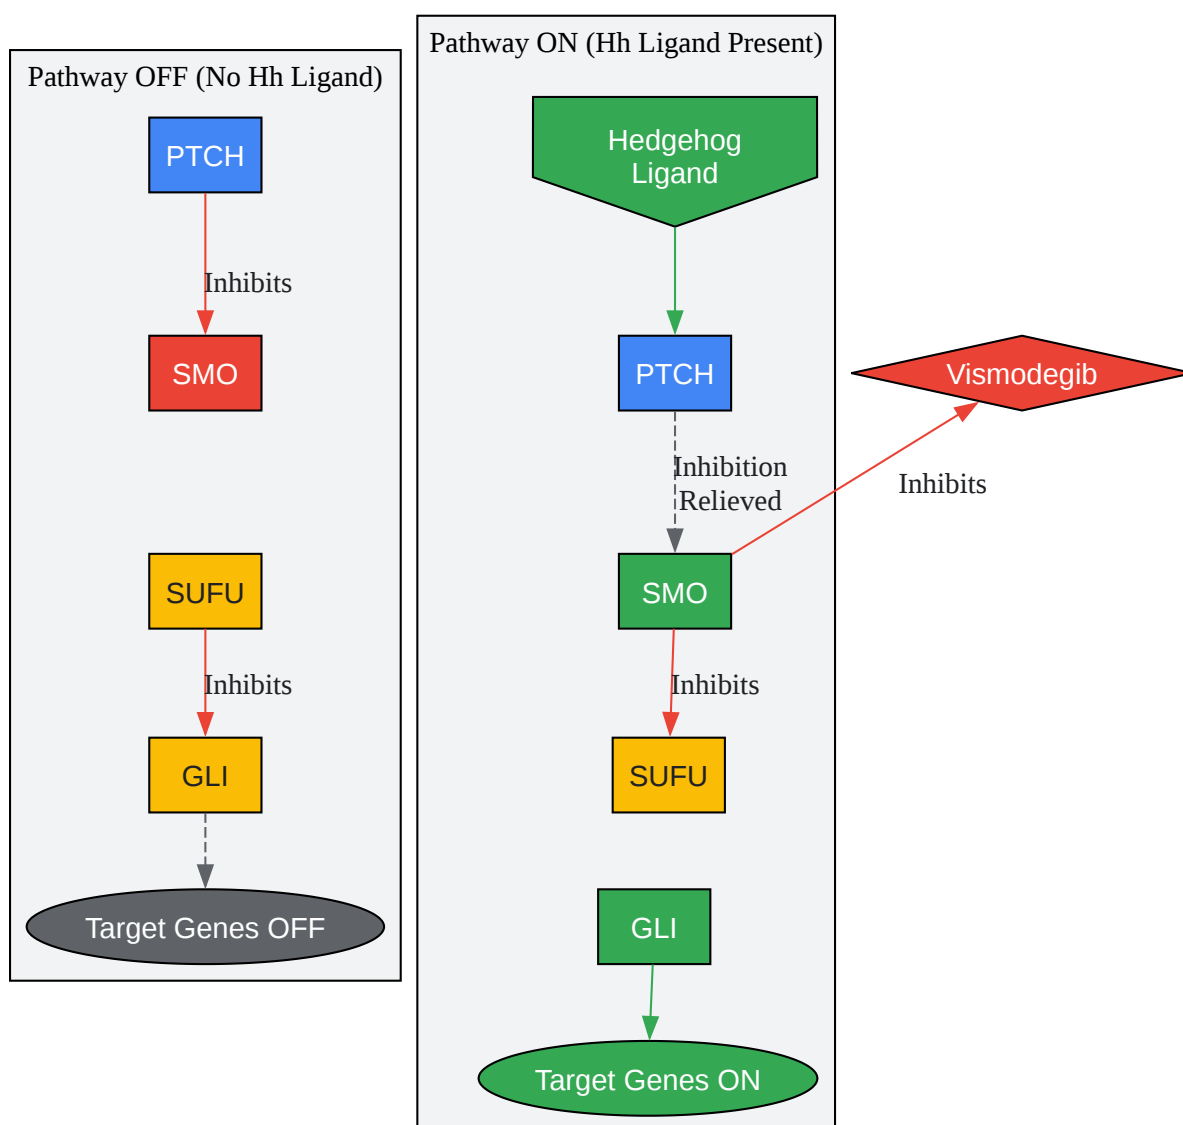 Pathway OFF (No Hh Ligand)
PTCH
Inhibits
SMO
SUFU
Inhibits
GLI
Target Genes OFF
Pathway ON (Hh Ligand Present)
Hedgehog
Ligand
PTCH
Inhibition
Relieved
SMO
Inhibits
SUFU
GLI
Target Genes ON
Vismodegib
Inhibits